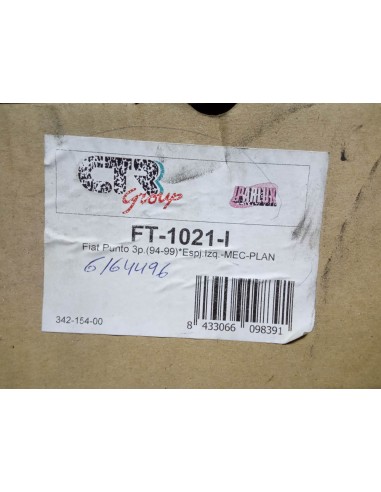 CTR
Group
FT-1021-I
Fiat Punto 3p.(94-99)*Espj.Izq.-MEC-PLAN
6164496
342-154-00
8 433066 098391